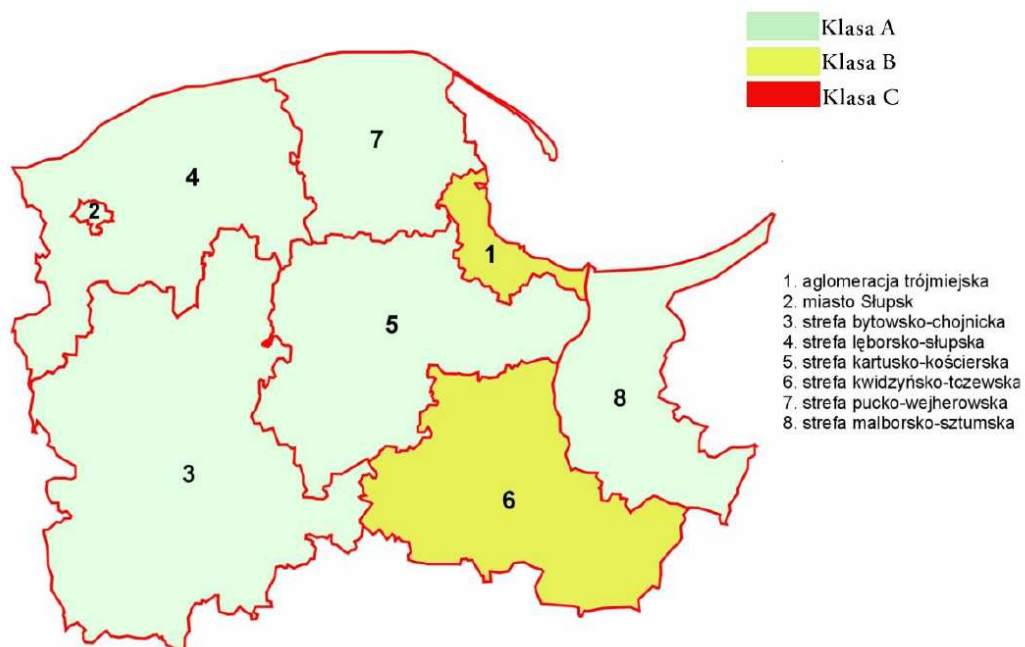 Klasa A
Klasa B
Klasa C
7
4
2
1
5
8
3
6
1. aglomeracja trójmiejska
2. miasto Słupsk
3. strefa bytowsko-chojnicka
4. strefa lęborsko-słupska
5. strefa kartusko-kościerska
6. strefa kwidzyńsko-tczewska
7. strefa pucko-wejherowska
8. strefa malborsko-sztumska